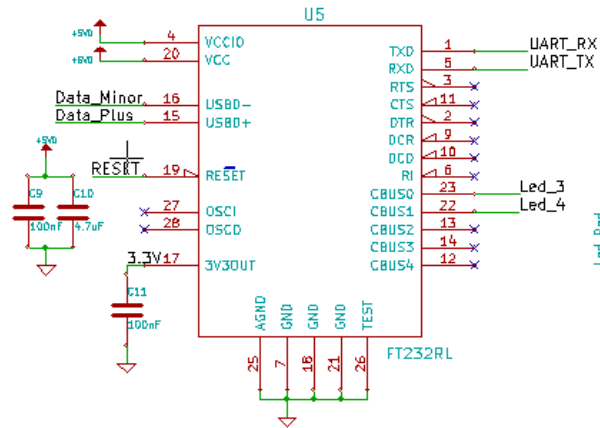 U5
+5VD
4 VCCIO
+5VD
20 VCC
Data_Minor 16 USBD-
Data_Plus 15 USBD+
RESET 19 RESET
27 OSCI
28 OSCO
3.3V 17 3V3OUT
TXD 1 UART_RX
RXD 5 UART_TX
RTS 3
CTS 11
DTR 2
DCR 9
DCD 10
RI 6
CBUS0 23 Led_3
CBUS1 22 Led_4
CBUS2 13
CBUS3 14
CBUS4 12
+5VD
C9
100nF
C10
4.7uF
C11
100nF
AGND 25
GND 7
GND 18
GND 21
TEST 26
FT232RL